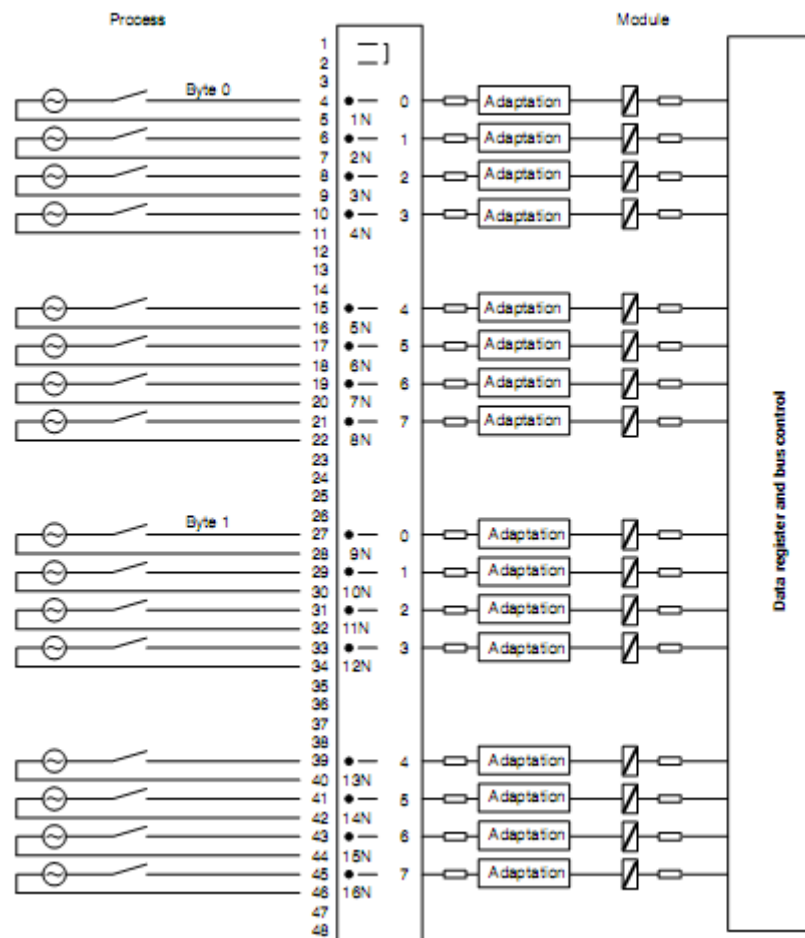 Process Module
1
2
3
Byte 0 4 0 Adaptation
5 1N
6 1 Adaptation
7 2N
8 2 Adaptation
9 3N
10 3 Adaptation
11 4N
12
13
14
15 4 Adaptation
16 5N
17 5 Adaptation
18 6N
19 6 Adaptation
20 7N
21 7 Adaptation
22 8N
23
24
25
26
Byte 1 27 0 Adaptation
28 9N
29 1 Adaptation
30 10N
31 2 Adaptation
32 11N
33 3 Adaptation
34 12N
35
36
37
38
39 4 Adaptation
40 13N
41 5 Adaptation
42 14N
43 6 Adaptation
44 15N
45 7 Adaptation
46 16N
47
48
Data register and bus control